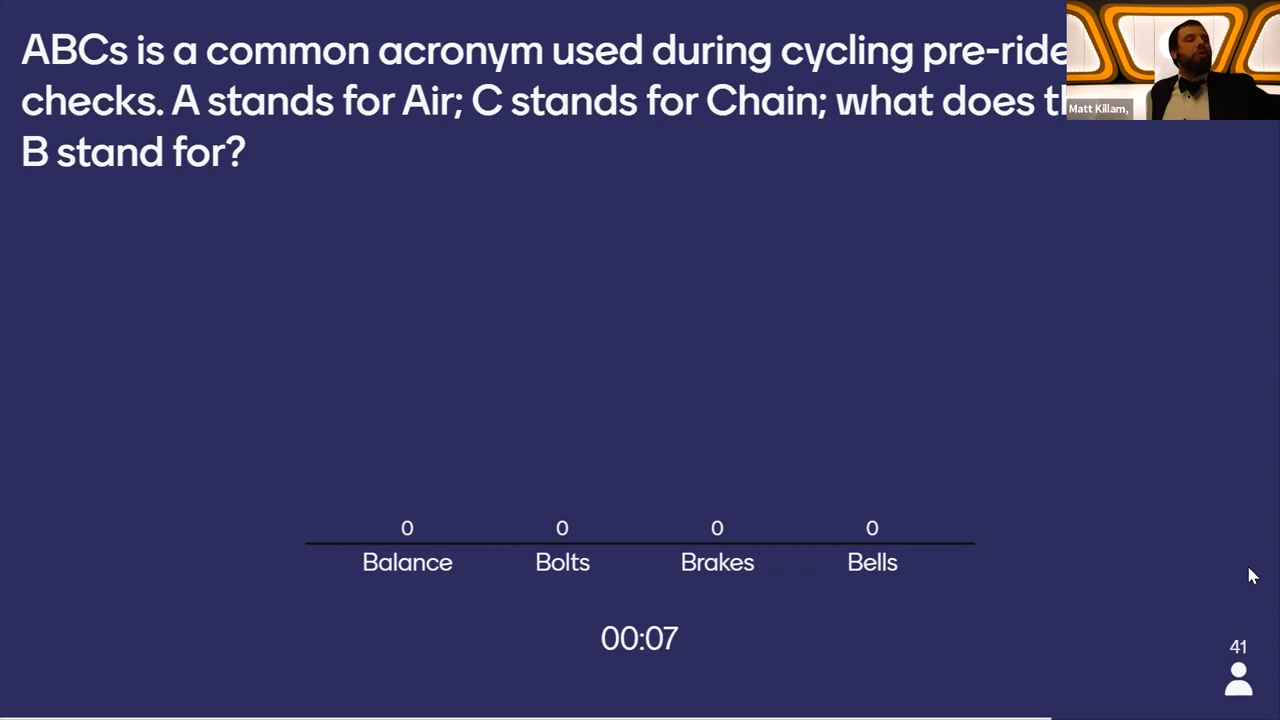 ABCs is a common acronym used during cycling pre-ride
checks. A stands for Air; C stands for Chain; what does
B stand for?
Matt Killam,
0 0 0 0
Balance Bolts Brakes Bells
00:07
41